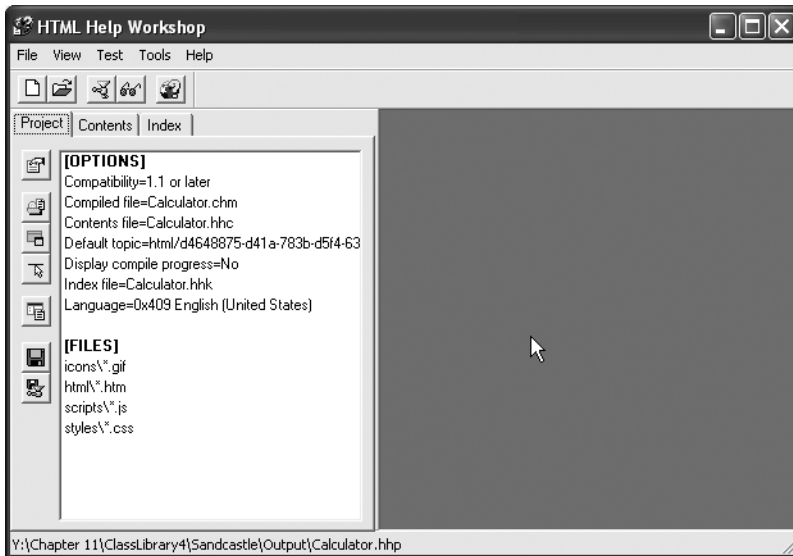 HTML Help Workshop
File View Test Tools Help
Project Contents Index
[OPTIONS]
Compatibility=1.1 or later
Compiled file=Calculator.chm
Contents file=Calculator.hhc
Default topic=html/d4648875-d41a-783b-d5f4-63
Display compile progress=No
Index file=Calculator.hhk
Language=0x409 English (United States)
[FILES]
icons\*.gif
html\*.htm
scripts\*.js
styles\*.css
Y:\Chapter 11\ClassLibrary4\Sandcastle\Output\Calculator.hhp